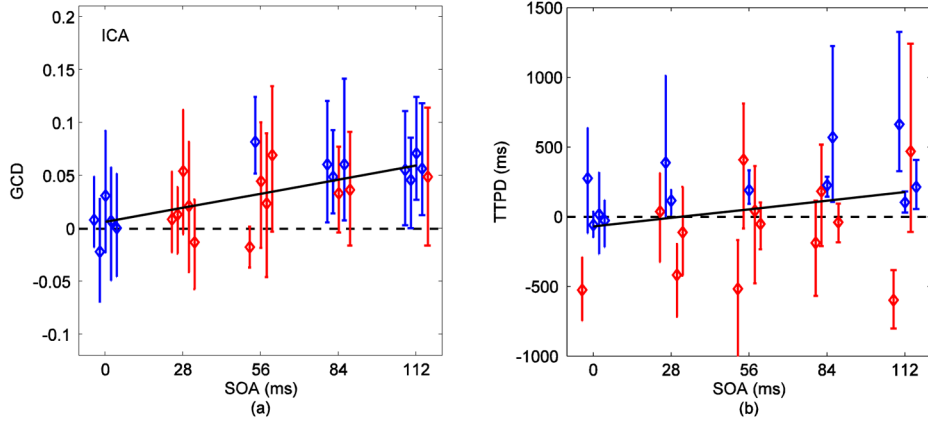 0.2
0.15
0.1
0.05
0
-0.05
-0.1
GCD
ICA
0 28 56 84 112
SOA (ms)
(a)
1500
1000
500
0
-500
-1000
TTPD (ms)
0 28 56 84 112
SOA (ms)
(b)